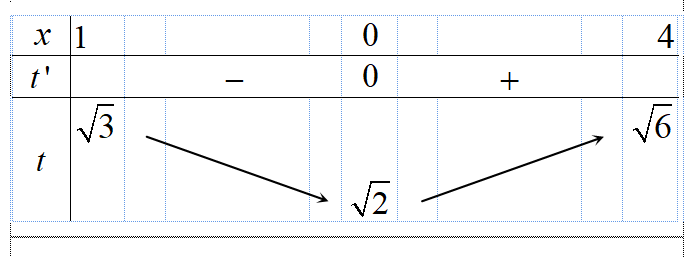 x 1 0 4
t' − 0 +
√3 √6
t
√2